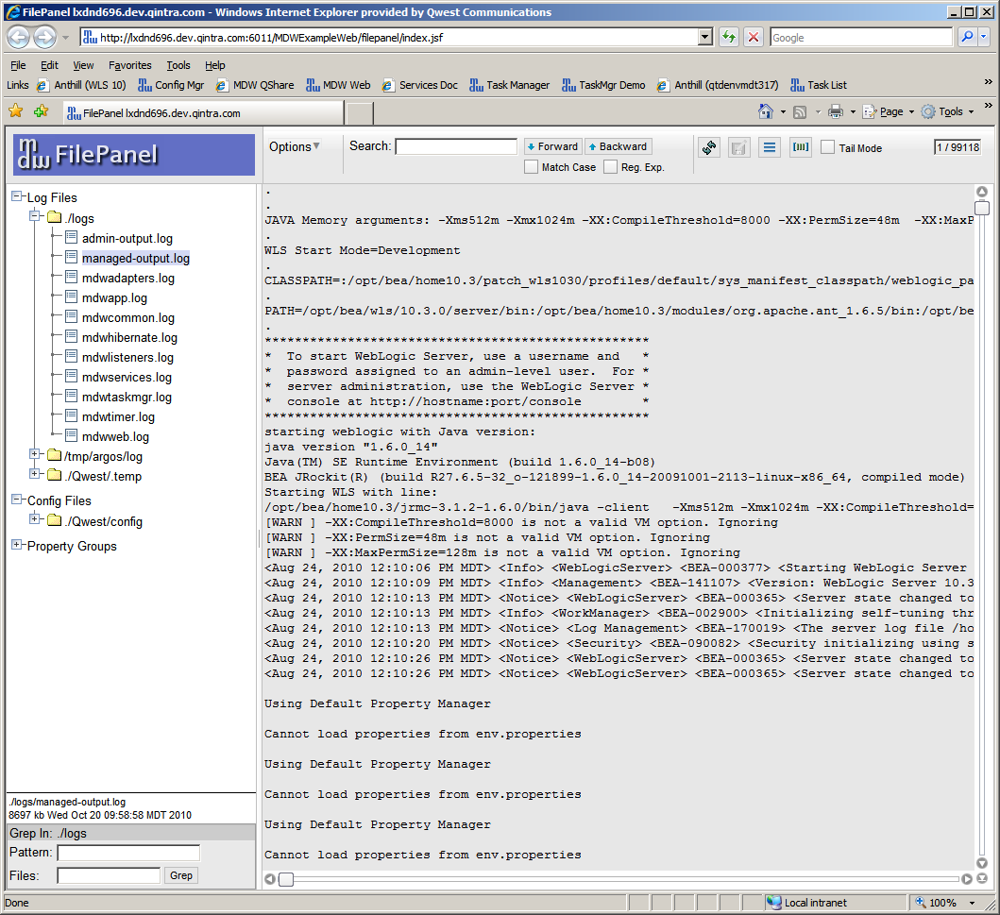 FilePanel lxdnd696.dev.qintra.com - Windows Internet Explorer provided by Qwest Communications
http://lxdnd696.dev.qintra.com:6011/MDWExampleWeb/filepanel/index.jsf
Google
File Edit View Favorites Tools Help
Links Anthill (WLS 10) Config Mgr MDW QShare MDW Web Services Doc Task Manager TaskMgr Demo Anthill (qtdenvmdt317) Task List »
FilePanel lxdnd696.dev.qintra.com
Page Tools »
mdw FilePanel
Options
Search: Forward Backward
Match Case Reg. Exp.
Tail Mode
1 / 99118
Log Files
./logs
admin-output.log
managed-output.log
mdwadapters.log
mdwapp.log
mdwcommon.log
mdwhibernate.log
mdwlisteners.log
mdwservices.log
mdwtaskmgr.log
mdwtimer.log
mdwweb.log
/tmp/argos/log
./Qwest/.temp
Config Files
./Qwest/config
Property Groups
./logs/managed-output.log
8697 kb Wed Oct 20 09:58:58 MDT 2010
Grep In: ./logs
Pattern:
Files: Grep
.
.
JAVA Memory arguments: -Xms512m -Xmx1024m -XX:CompileThreshold=8000 -XX:PermSize=48m  -XX:MaxP
.
WLS Start Mode=Development
.
CLASSPATH=:/opt/bea/home10.3/patch_wls1030/profiles/default/sys_manifest_classpath/weblogic_pa
.
PATH=/opt/bea/wls/10.3.0/server/bin:/opt/bea/home10.3/modules/org.apache.ant_1.6.5/bin:/opt/be
.
***************************************************
*  To start WebLogic Server, use a username and   *
*  password assigned to an admin-level user.  For *
*  server administration, use the WebLogic Server *
*  console at http://hostname:port/console        *
***************************************************
starting weblogic with Java version:
java version "1.6.0_14"
Java(TM) SE Runtime Environment (build 1.6.0_14-b08)
BEA JRockit(R) (build R27.6.5-32_o-121899-1.6.0_14-20091001-2113-linux-x86_64, compiled mode)
Starting WLS with line:
/opt/bea/home10.3/jrmc-3.1.2-1.6.0/bin/java -client   -Xms512m -Xmx1024m -XX:CompileThreshold=
[WARN ] -XX:CompileThreshold=8000 is not a valid VM option. Ignoring
[WARN ] -XX:PermSize=48m is not a valid VM option. Ignoring
[WARN ] -XX:MaxPermSize=128m is not a valid VM option. Ignoring
<Aug 24, 2010 12:10:06 PM MDT> <Info> <WebLogicServer> <BEA-000377> <Starting WebLogic Server
<Aug 24, 2010 12:10:09 PM MDT> <Info> <Management> <BEA-141107> <Version: WebLogic Server 10.3
<Aug 24, 2010 12:10:13 PM MDT> <Notice> <WebLogicServer> <BEA-000365> <Server state changed to
<Aug 24, 2010 12:10:13 PM MDT> <Info> <WorkManager> <BEA-002900> <Initializing self-tuning thr
<Aug 24, 2010 12:10:13 PM MDT> <Notice> <Log Management> <BEA-170019> <The server log file /ho
<Aug 24, 2010 12:10:20 PM MDT> <Notice> <Security> <BEA-090082> <Security initializing using s
<Aug 24, 2010 12:10:26 PM MDT> <Notice> <WebLogicServer> <BEA-000365> <Server state changed to
<Aug 24, 2010 12:10:26 PM MDT> <Notice> <WebLogicServer> <BEA-000365> <Server state changed to
Using Default Property Manager
Cannot load properties from env.properties
Using Default Property Manager
Cannot load properties from env.properties
Using Default Property Manager
Cannot load properties from env.properties
Done
Local intranet
100%